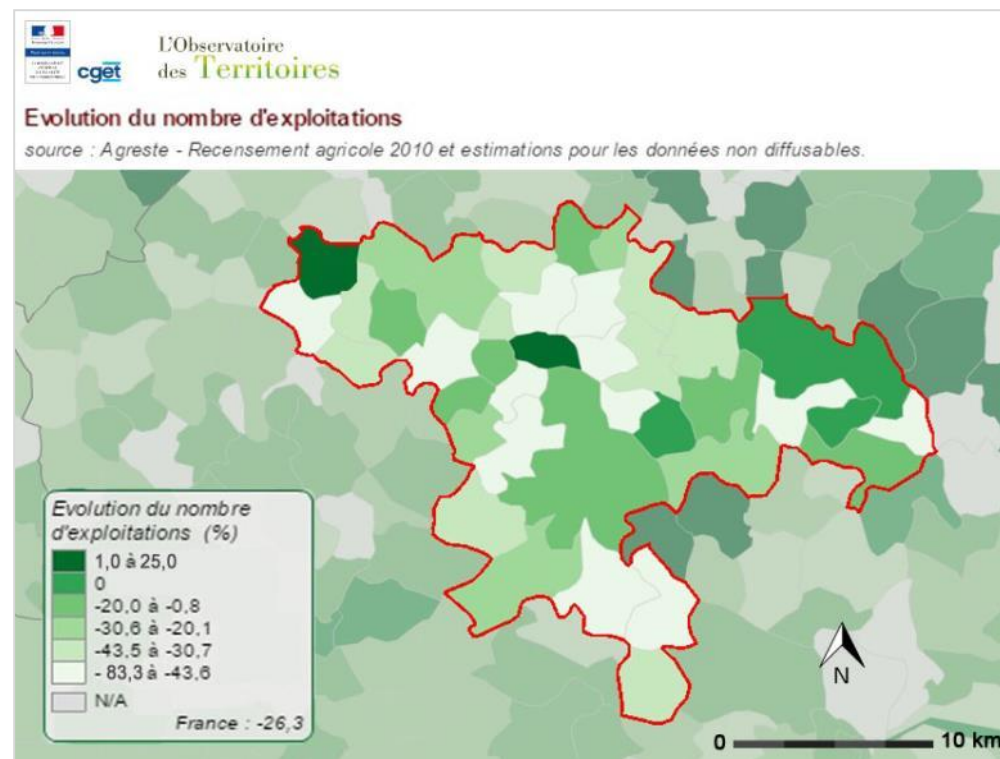 cget
L'Observatoire
des Territoires
Evolution du nombre d'exploitations
source : Agreste - Recensement agricole 2010 et estimations pour les données non diffusables.
Evolution du nombre
d'exploitations (%)
1,0 à 25,0
0
-20,0 à -0,8
-30,6 à -20,1
-43,5 à -30,7
- 83,3 à -43,6
N/A
France : -26,3
N
0 10 km